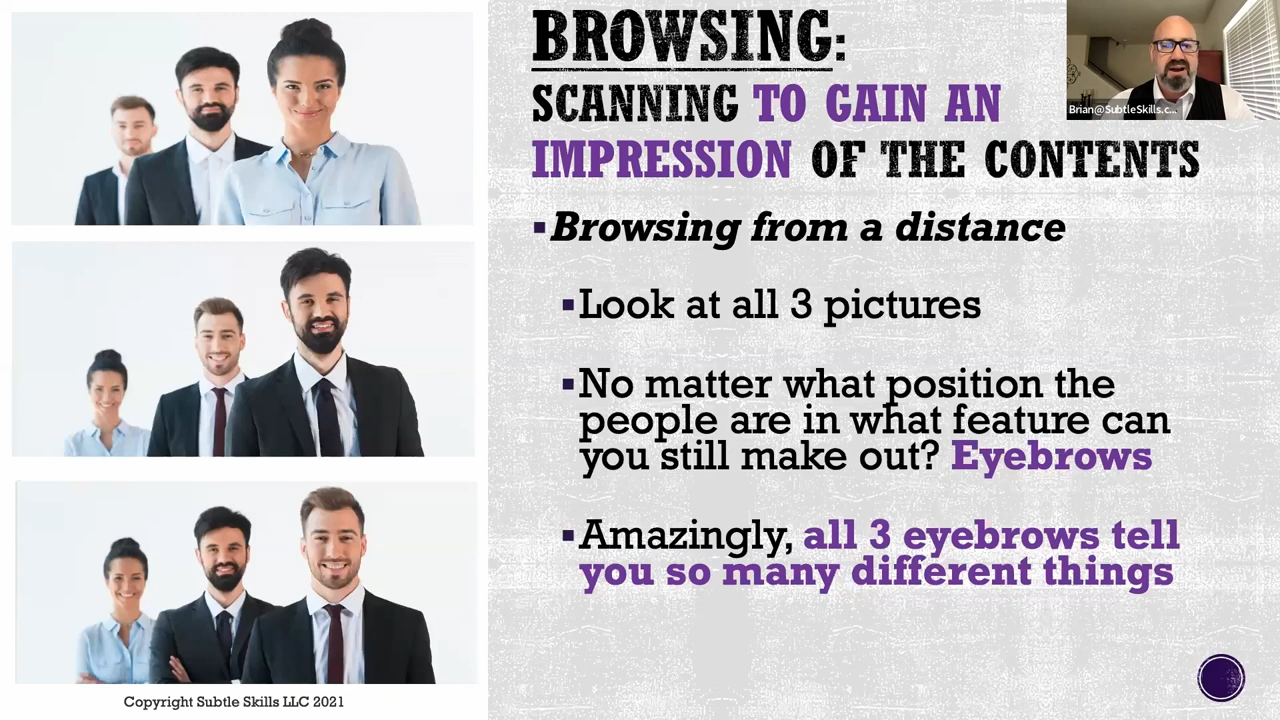 BROWSING:
SCANNING TO GAIN AN
IMPRESSION OF THE CONTENTS
Brian@SubtleSkills.c...
▪Browsing from a distance
▪Look at all 3 pictures
▪No matter what position the
people are in what feature can
you still make out? Eyebrows
▪Amazingly, all 3 eyebrows tell
you so many different things
Copyright Subtle Skills LLC 2021